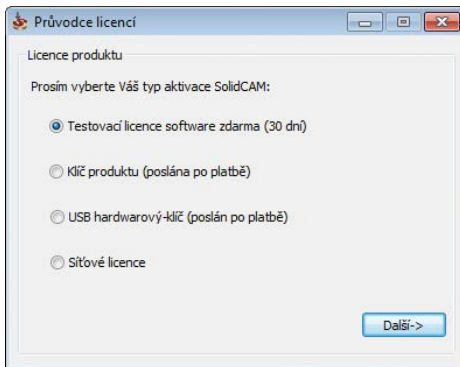 Průvodce licencí
Licence produktu
Prosím vyberte Váš typ aktivace SolidCAM:
Testovací licence software zdarma (30 dní)
Klíč produktu (poslána po platbě)
USB hardwarový-klíč (poslán po platbě)
Síťové licence
Další->